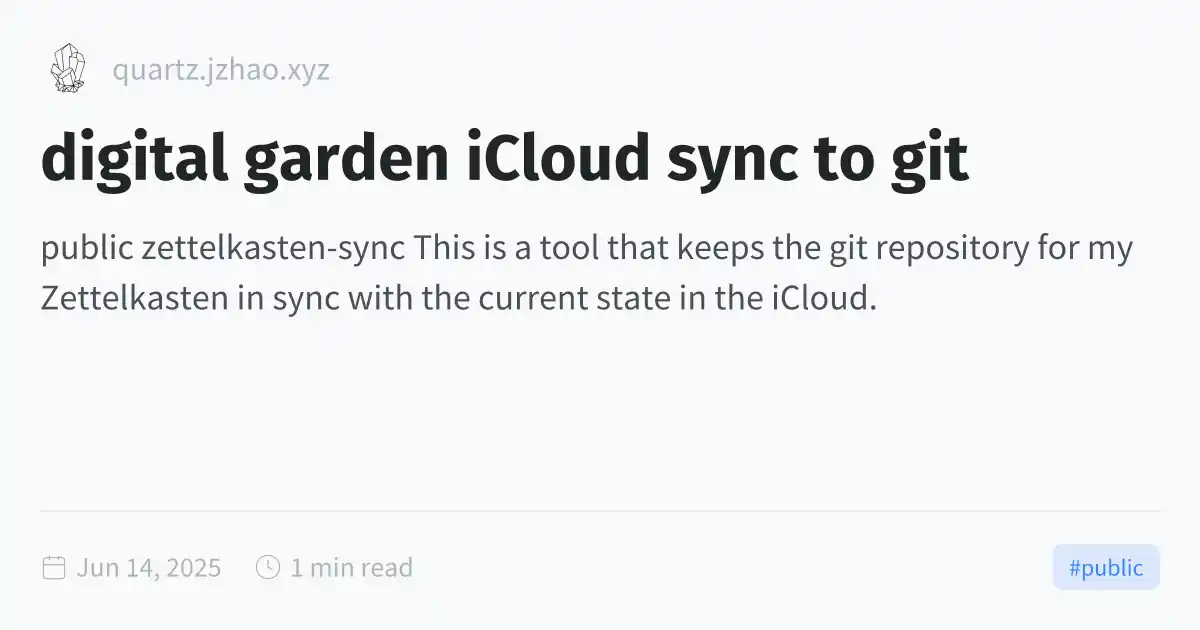 quartz.jzhao.xyz
digital garden iCloud sync to git
public zettelkasten-sync This is a tool that keeps the git repository for my
Zettelkasten in sync with the current state in the iCloud.
Jun 14, 2025 1 min read
#public